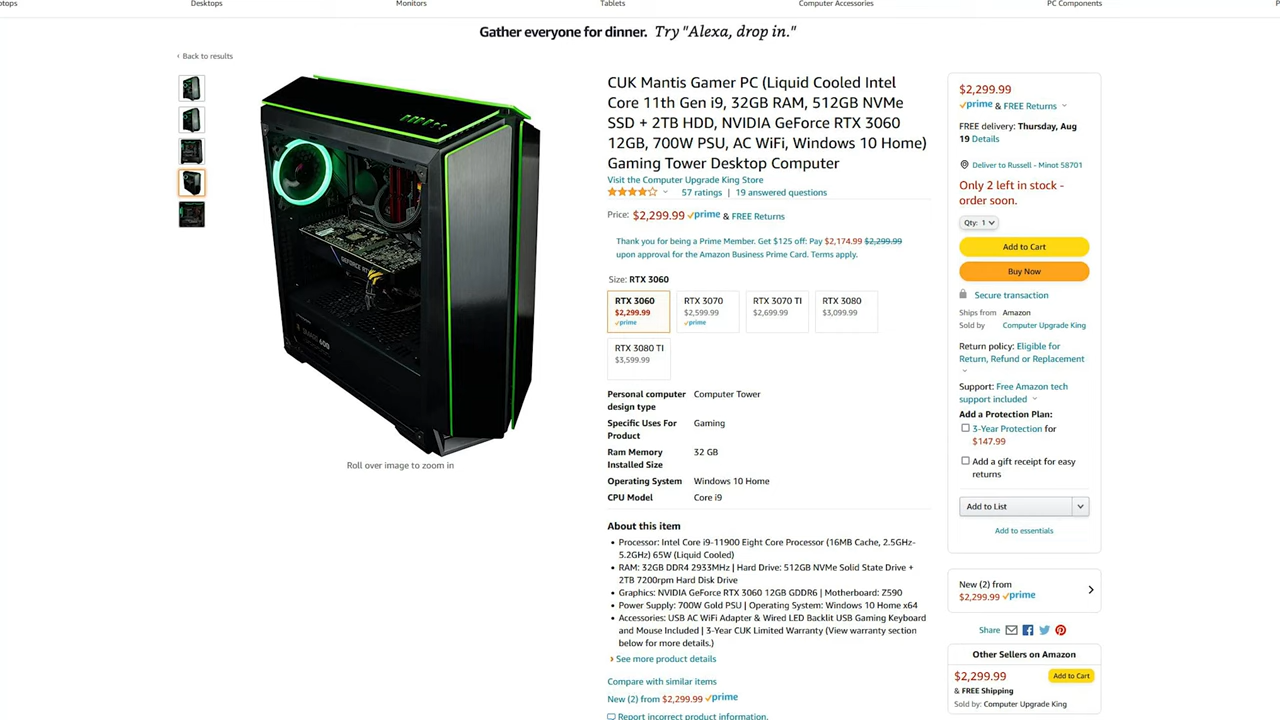 Desktops
Monitors
Tablets
Computer Accessories
PC Components
Gather everyone for dinner. Try "Alexa, drop in."
‹ Back to results
GEFORCE RTX
600
Roll over image to zoom in
CUK Mantis Gamer PC (Liquid Cooled Intel
Core 11th Gen i9, 32GB RAM, 512GB NVMe
SSD + 2TB HDD, NVIDIA GeForce RTX 3060
12GB, 700W PSU, AC WiFi, Windows 10 Home)
Gaming Tower Desktop Computer
Visit the Computer Upgrade King Store
57 ratings | 19 answered questions
Price: $2,299.99 prime & FREE Returns
Thank you for being a Prime Member. Get $125 off: Pay $2,174.99 $2,299.99
upon approval for the Amazon Business Prime Card. Terms apply.
Size: RTX 3060
RTX 3060
$2,299.99
prime
RTX 3070
$2,599.99
prime
RTX 3070 TI
$2,699.99
RTX 3080
$3,099.99
RTX 3080 TI
$3,599.99
Personal computer design type Computer Tower
Specific Uses For Product Gaming
Ram Memory Installed Size 32 GB
Operating System Windows 10 Home
CPU Model Core i9
About this item
• Processor: Intel Core i9-11900 Eight Core Processor (16MB Cache, 2.5GHz-
5.2GHz) 65W (Liquid Cooled)
• RAM: 32GB DDR4 2933MHz | Hard Drive: 512GB NVMe Solid State Drive +
2TB 7200rpm Hard Disk Drive
• Graphics: NVIDIA GeForce RTX 3060 12GB GDDR6 | Motherboard: Z590
• Power Supply: 700W Gold PSU | Operating System: Windows 10 Home x64
• Accessories: USB AC WiFi Adapter & Wired LED Backlit USB Gaming Keyboard
and Mouse Included | 3-Year CUK Limited Warranty (View warranty section
below for more details.)
› See more product details
Compare with similar items
New (2) from $2,299.99 prime
Report incorrect product information.
$2,299.99
prime & FREE Returns
FREE delivery: Thursday, Aug
19 Details
Deliver to Russell - Minot 58701
Only 2 left in stock -
order soon.
Qty: 1
Add to Cart
Buy Now
Secure transaction
Ships from Amazon
Sold by Computer Upgrade King
Return policy: Eligible for
Return, Refund or Replacement
Support: Free Amazon tech
support included
Add a Protection Plan:
3-Year Protection for
$147.99
Add a gift receipt for easy
returns
Add to List
Add to essentials
New (2) from
$2,299.99 prime
Share
Other Sellers on Amazon
$2,299.99 Add to Cart
& FREE Shipping
Sold by: Computer Upgrade King